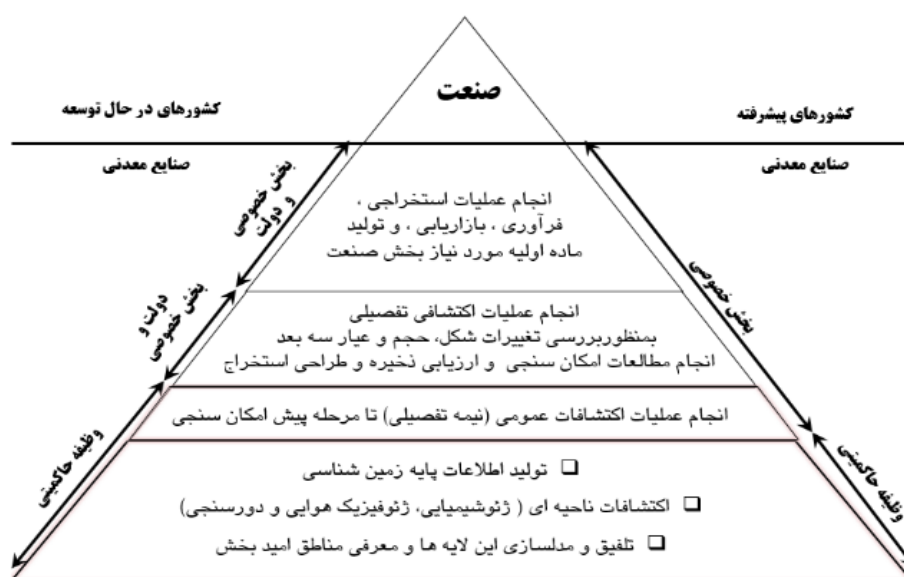 صنعت
کشورهای در حال توسعه
کشورهای پیشرفته
صنایع معدنی
صنایع معدنی
بخش خصوصی
و دولت
انجام عملیات استخراجی ،
فرآوری ، بازاریابی ، و تولید
ماده اولیه مورد نیاز بخش صنعت
بخش خصوصی
دولت و
بخش خصوصی
انجام عملیات اکتشافی تفصیلی
بمنظوربررسی تغییرات شکل، حجم و عیار سه بعد
انجام مطالعات امکان سنجی و ارزیابی ذخیره و طراحی استخراج
انجام عملیات اکتشافات عمومی (نیمه تفصیلی) تا مرحله پیش امکان سنجی
وظیفه حاکمیتی
وظیفه حاکمیتی
تولید اطلاعات پایه زمین شناسی
اکتشافات ناحیه ای ( ژئوشیمیایی، ژئوفیزیک هوایی و دورسنجی)
تلفیق و مدلسازی این لایه ها و معرفی مناطق امید بخش